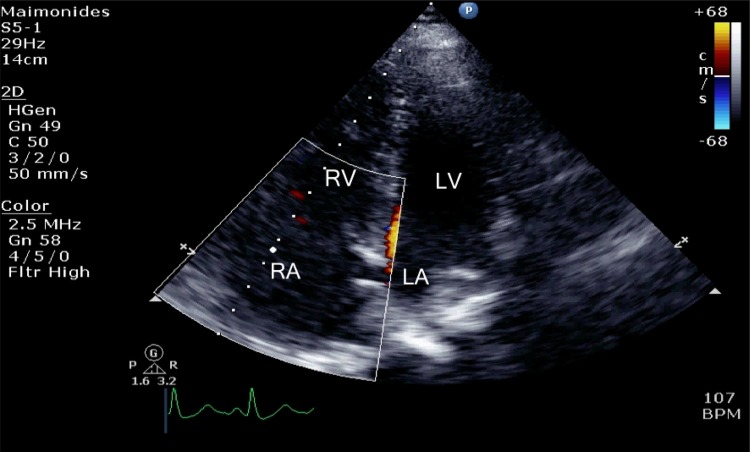 Maimonides
S5-1
29Hz
14cm
2D
HGen
Gn 49
C 50
3/2/0
50 mm/s
Color
2.5 MHz
Gn 58
4/5/0
Fltr High
P
+68
cm/s
-68
RV
LV
RA
LA
G
P R
1.6 3.2
107
BPM